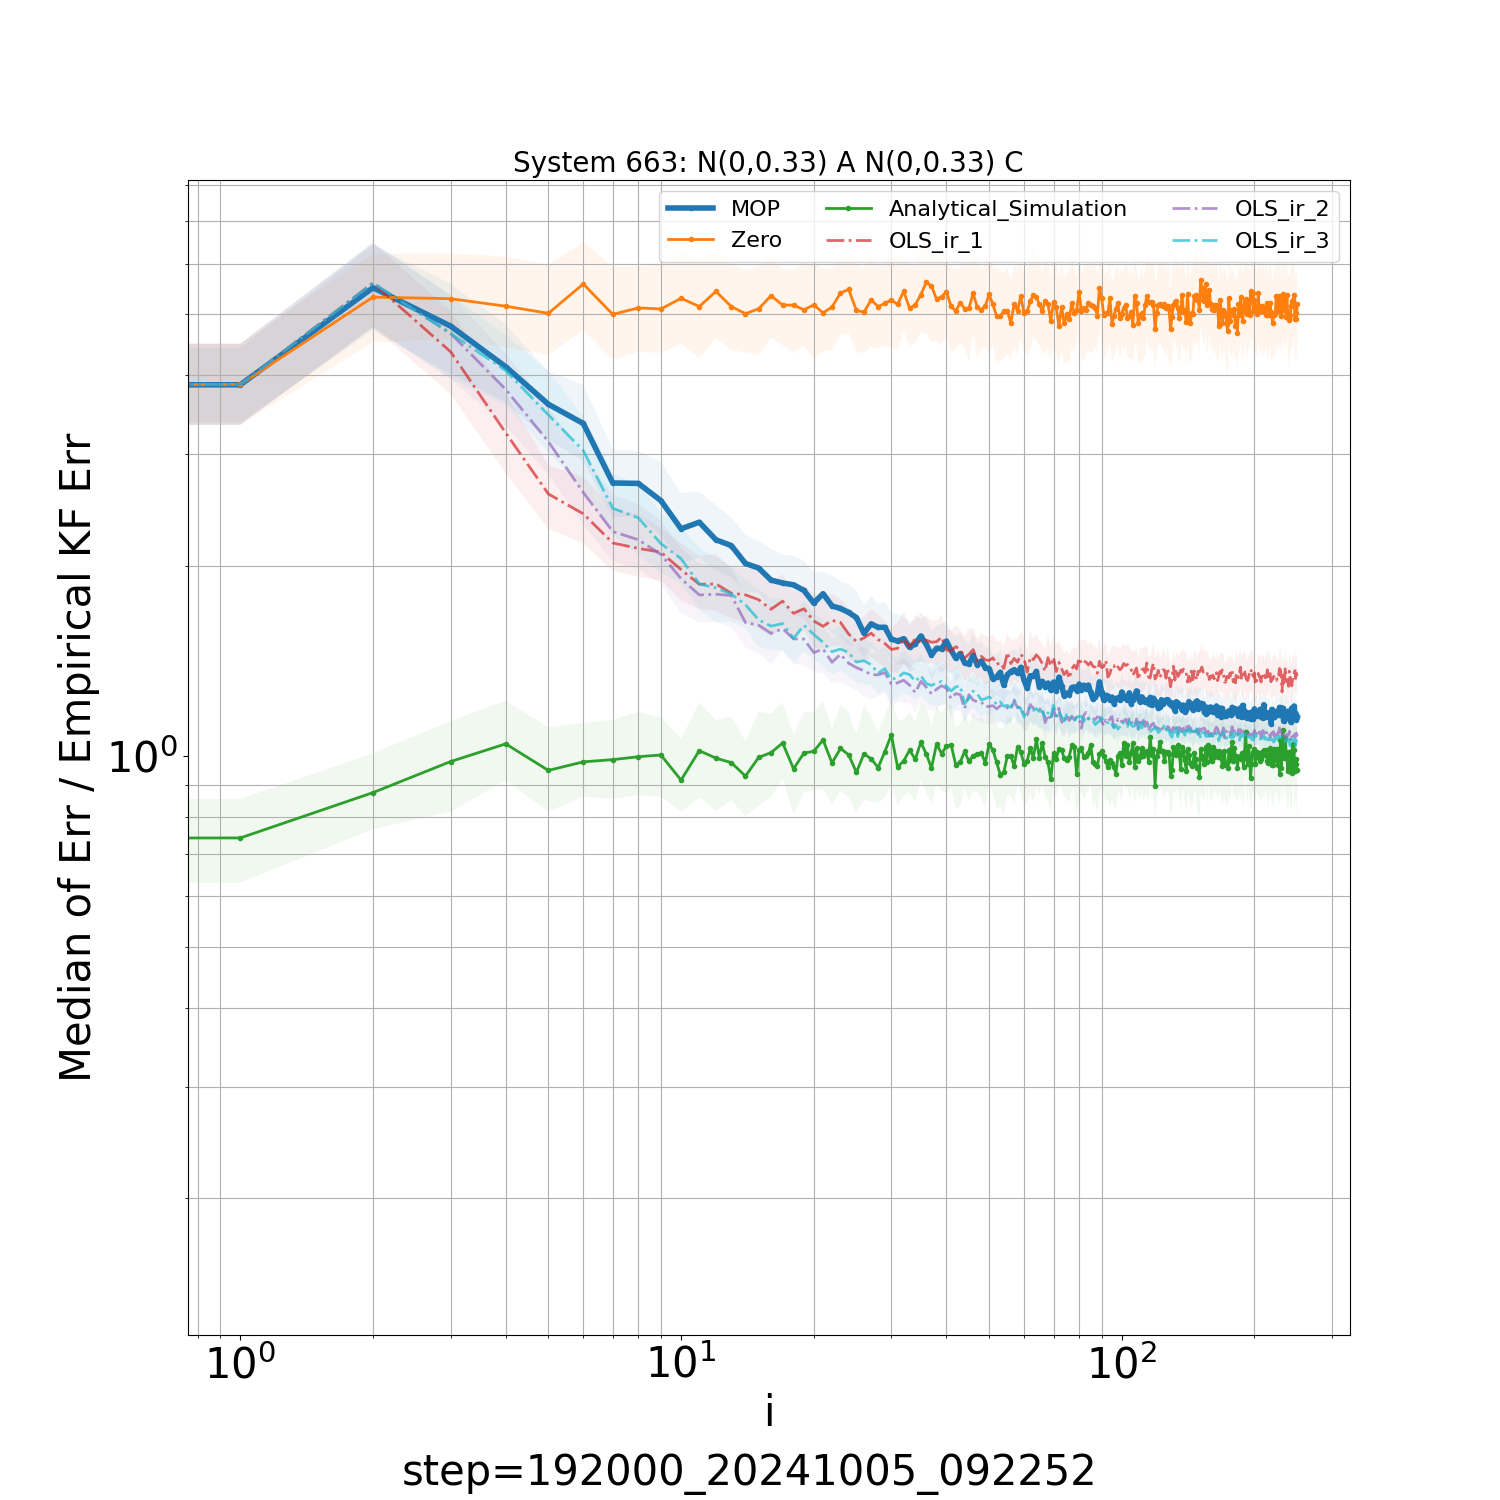 System 663: N(0,0.33) A N(0,0.33) C
MOP
Zero
Analytical_Simulation
OLS_ir_1
OLS_ir_2
OLS_ir_3
Median of Err / Empirical KF Err
10⁰
10⁰
10¹
10²
i
step=192000_20241005_092252